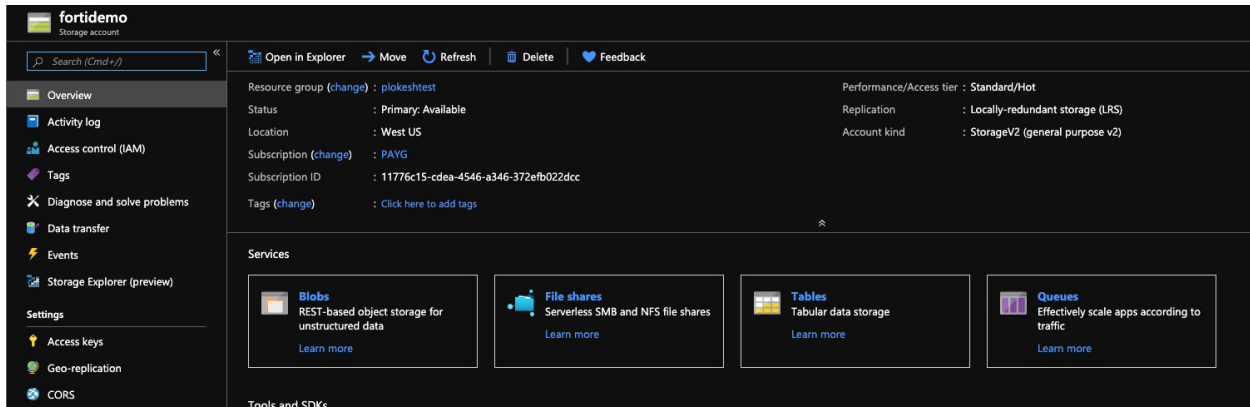 fortidemo
Storage account
Search (Cmd+/)
«
Overview
Activity log
Access control (IAM)
Tags
Diagnose and solve problems
Data transfer
Events
Storage Explorer (preview)
Settings
Access keys
Geo-replication
CORS
Open in Explorer Move Refresh Delete Feedback
Resource group (change) : plokeshtest
Status : Primary: Available
Location : West US
Subscription (change) : PAYG
Subscription ID : 11776c15-cdea-4546-a346-372efb022dcc
Tags (change) : Click here to add tags
Performance/Access tier : Standard/Hot
Replication : Locally-redundant storage (LRS)
Account kind : StorageV2 (general purpose v2)
Services
Blobs
REST-based object storage for
unstructured data
Learn more
File shares
Serverless SMB and NFS file shares
Learn more
Tables
Tabular data storage
Learn more
Queues
Effectively scale apps according to
traffic
Learn more
Tools and SDKs